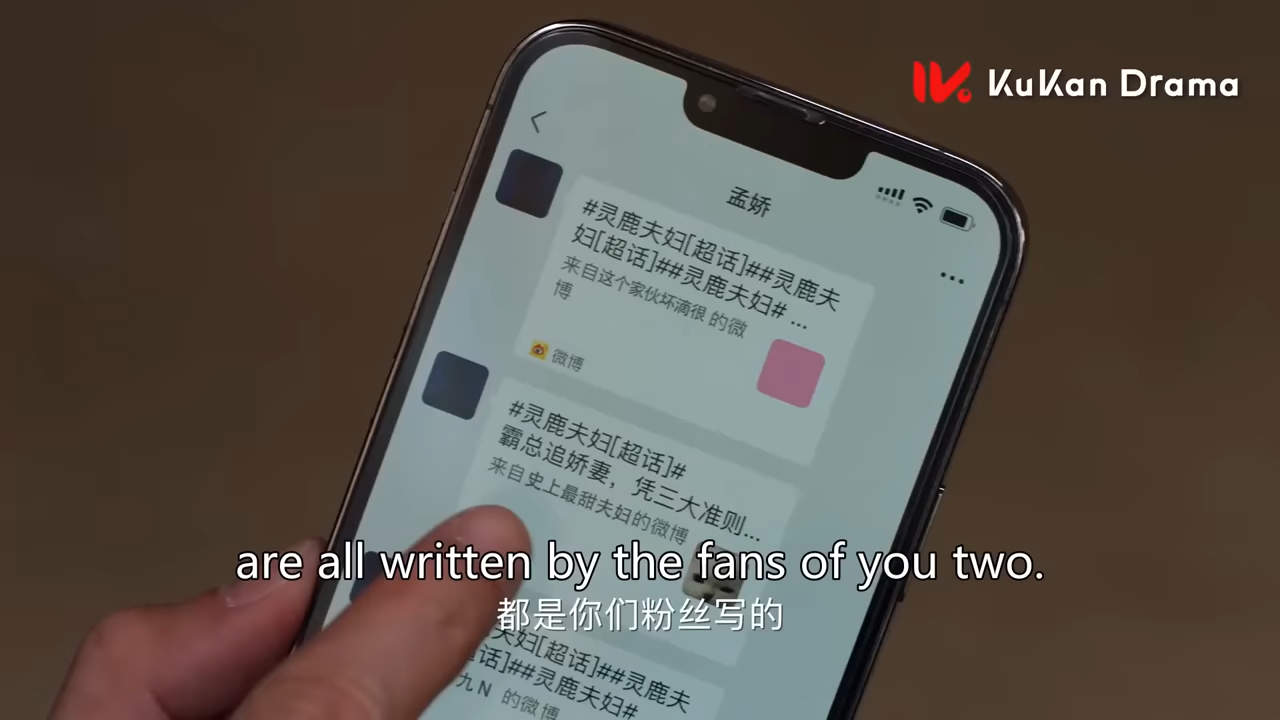 KuKan Drama
孟娇
#灵鹿夫妇[超话]##灵鹿夫
妇[超话]##灵鹿夫妇# ...
来自这个家伙坏滴很 的微
博
微博
#灵鹿夫妇[超话]#
霸总追娇妻，凭三大准则...
来自史上最甜夫妇的微博
are all written by the fans of you two.
都是你们粉丝写的
夫妇[超话]##灵鹿夫
话]##灵鹿夫妇#
九 N 的微博